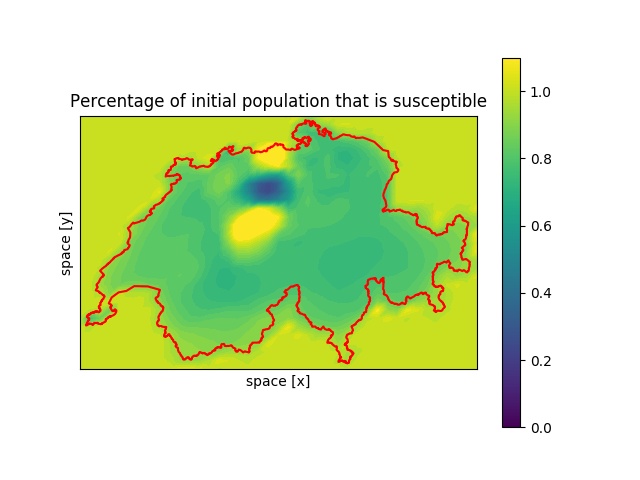 Percentage of initial population that is susceptible
1.0
0.8
0.6
0.4
0.2
0.0
space [y]
space [x]